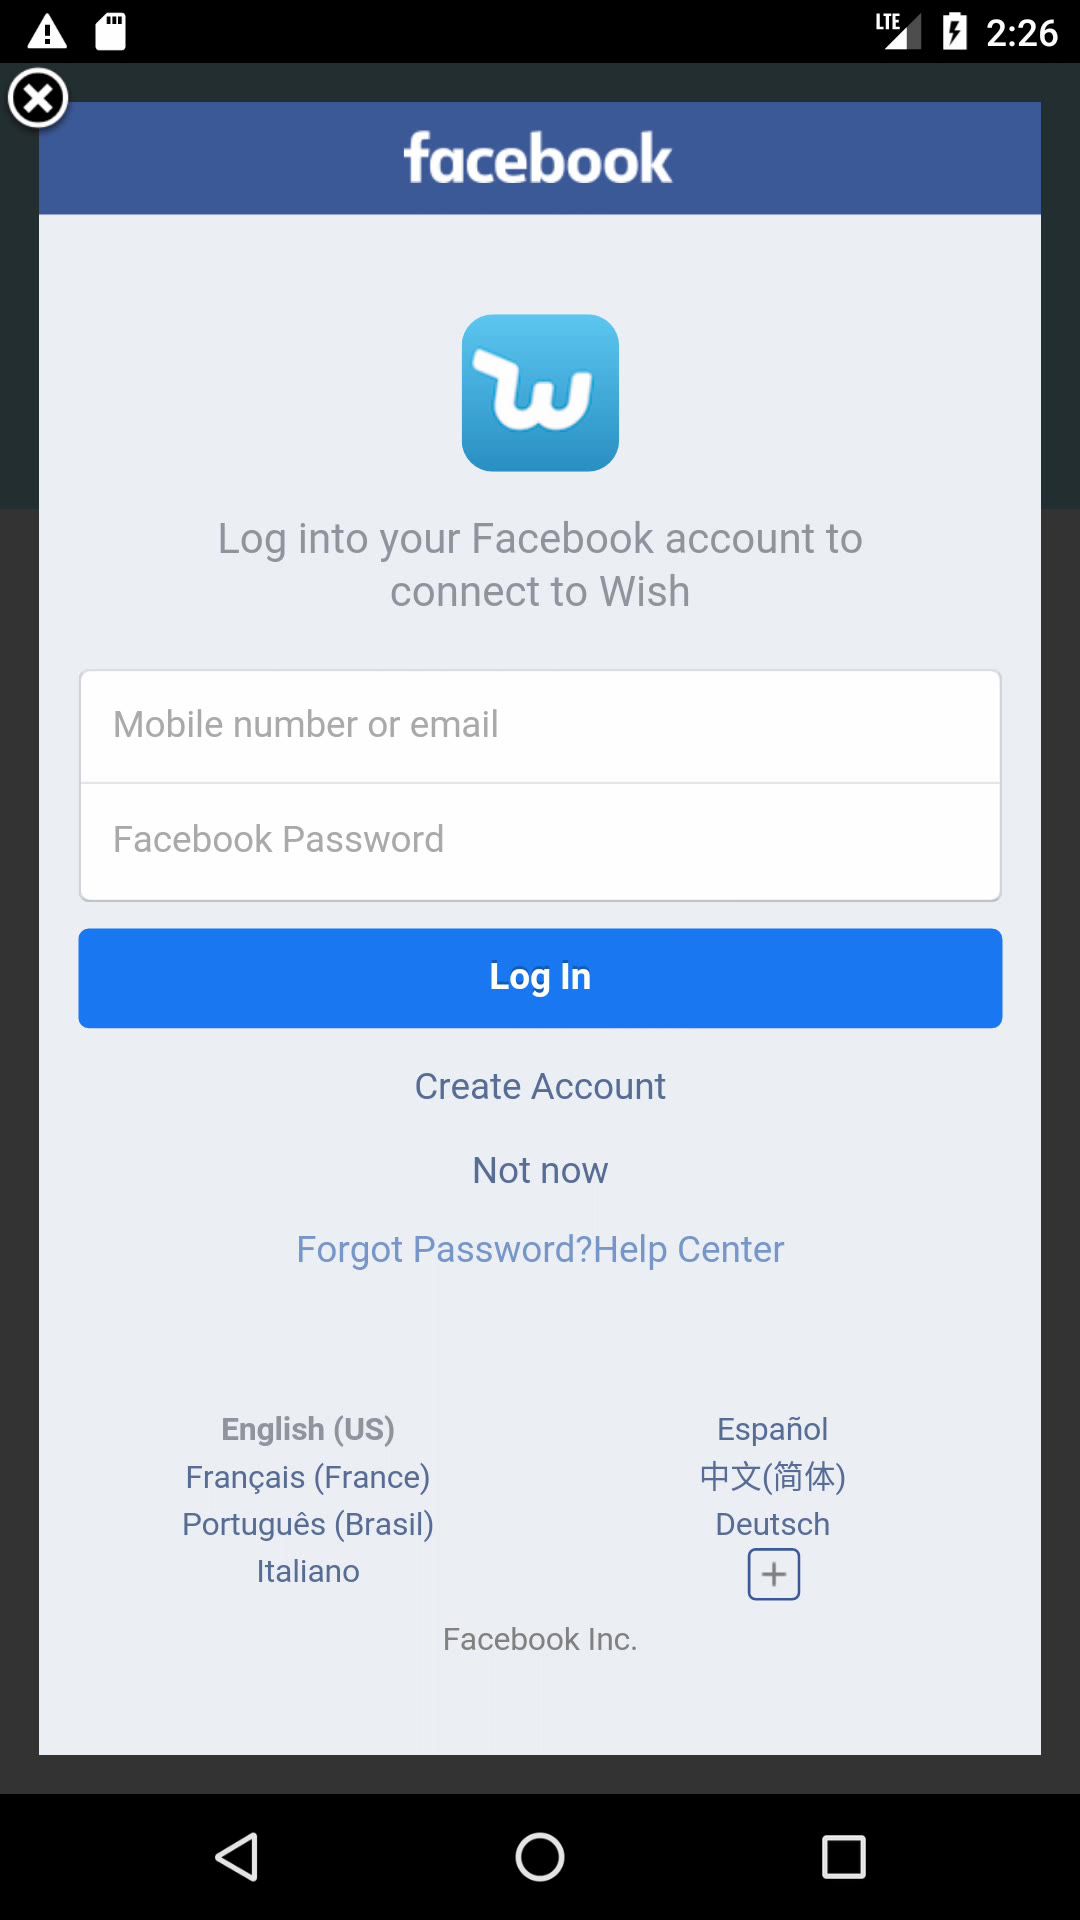 LTE 2:26
facebook
Log into your Facebook account to
connect to Wish
Mobile number or email
Facebook Password
Log In
Create Account
Not now
Forgot Password?Help Center
English (US)
Español
Français (France)
中文(简体)
Português (Brasil)
Deutsch
Italiano
Facebook Inc.